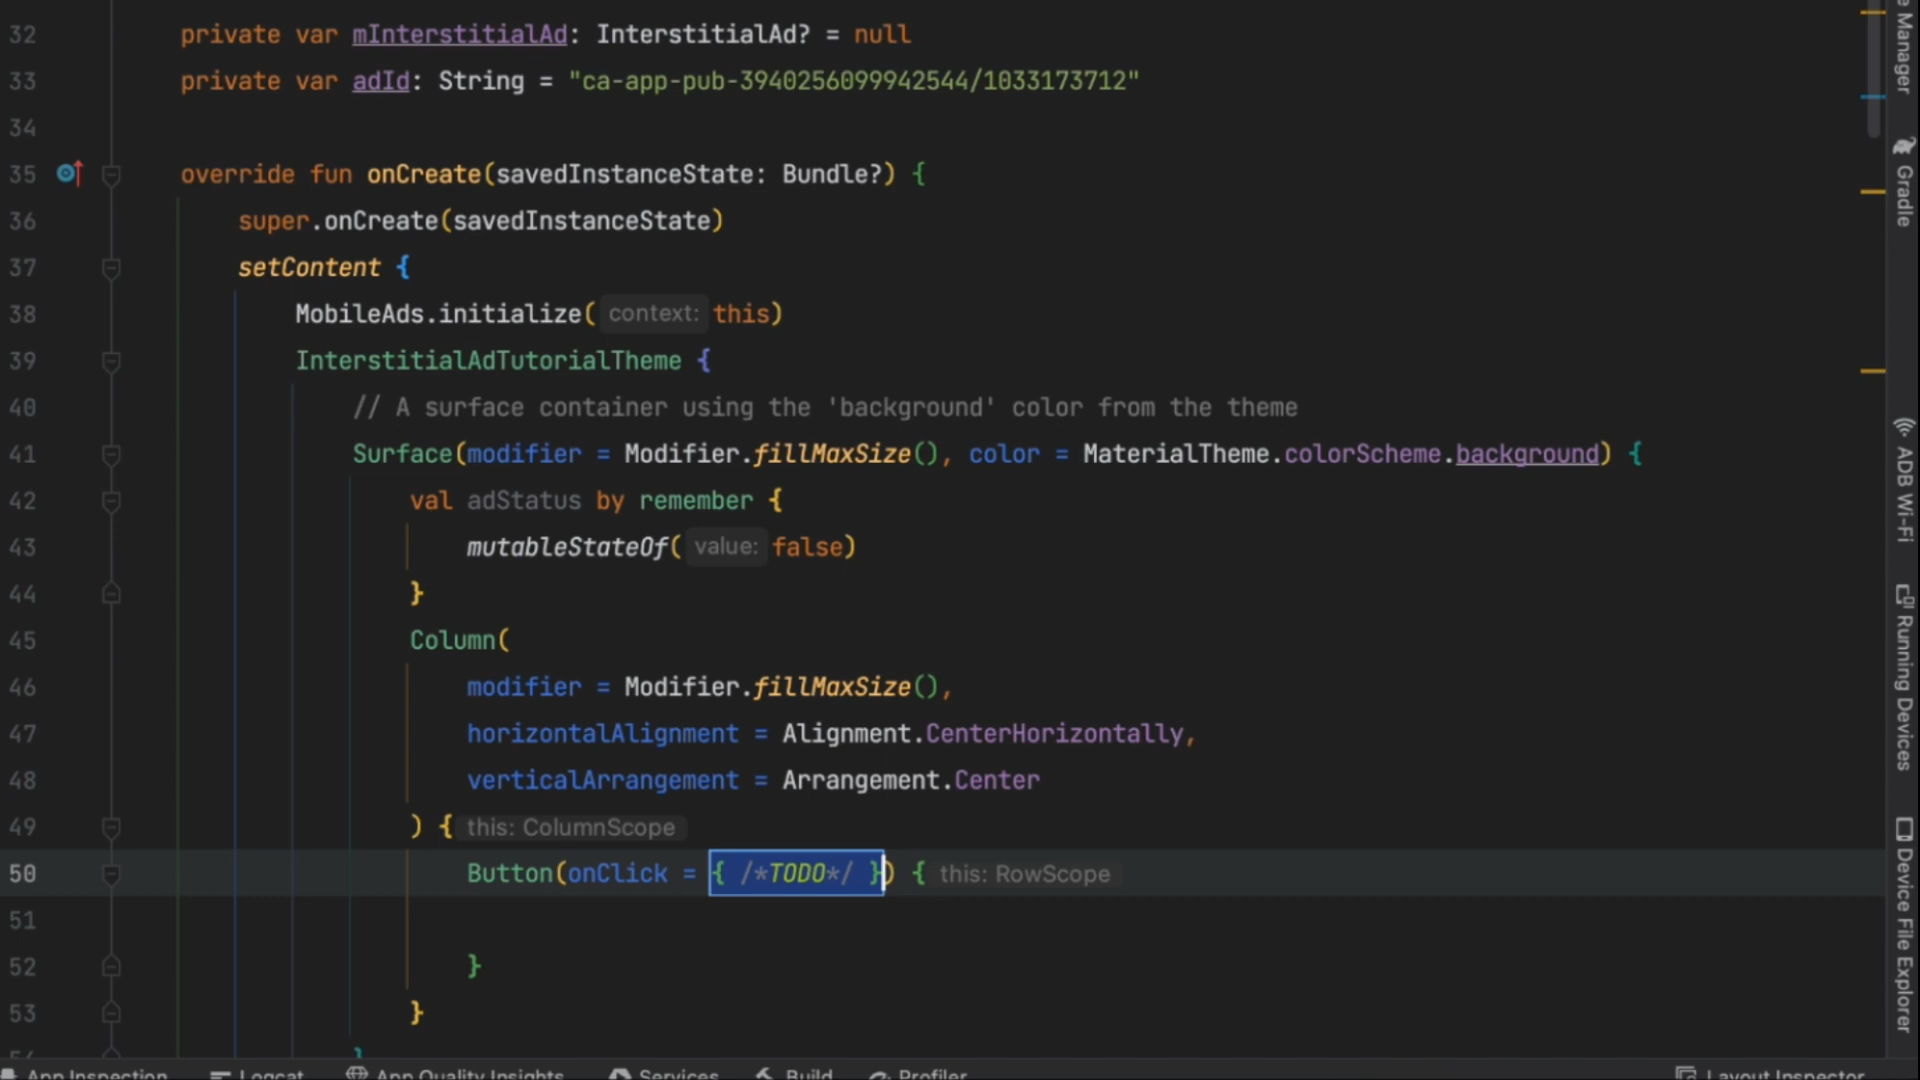 32 private var mInterstitialAd: InterstitialAd? = null
33 private var adId: String = "ca-app-pub-3940256099942544/1033173712"
34
35 override fun onCreate(savedInstanceState: Bundle?) {
36 super.onCreate(savedInstanceState)
37 setContent {
38 MobileAds.initialize( context: this)
39 InterstitialAdTutorialTheme {
40 // A surface container using the 'background' color from the theme
41 Surface(modifier = Modifier.fillMaxSize(), color = MaterialTheme.colorScheme.background) {
42 val adStatus by remember {
43 mutableStateOf( value: false)
44 }
45 Column(
46 modifier = Modifier.fillMaxSize(),
47 horizontalAlignment = Alignment.CenterHorizontally,
48 verticalArrangement = Arrangement.Center
49 ) { this: ColumnScope
50 Button(onClick = { /*TODO*/ }) { this: RowScope
51
52 }
53 }
54 }
App Inspection Logcat App Quality Insights Services Build Profiler Layout Inspector
e Manager
Gradle
ADB Wi-Fi
Running Devices
Device File Explorer